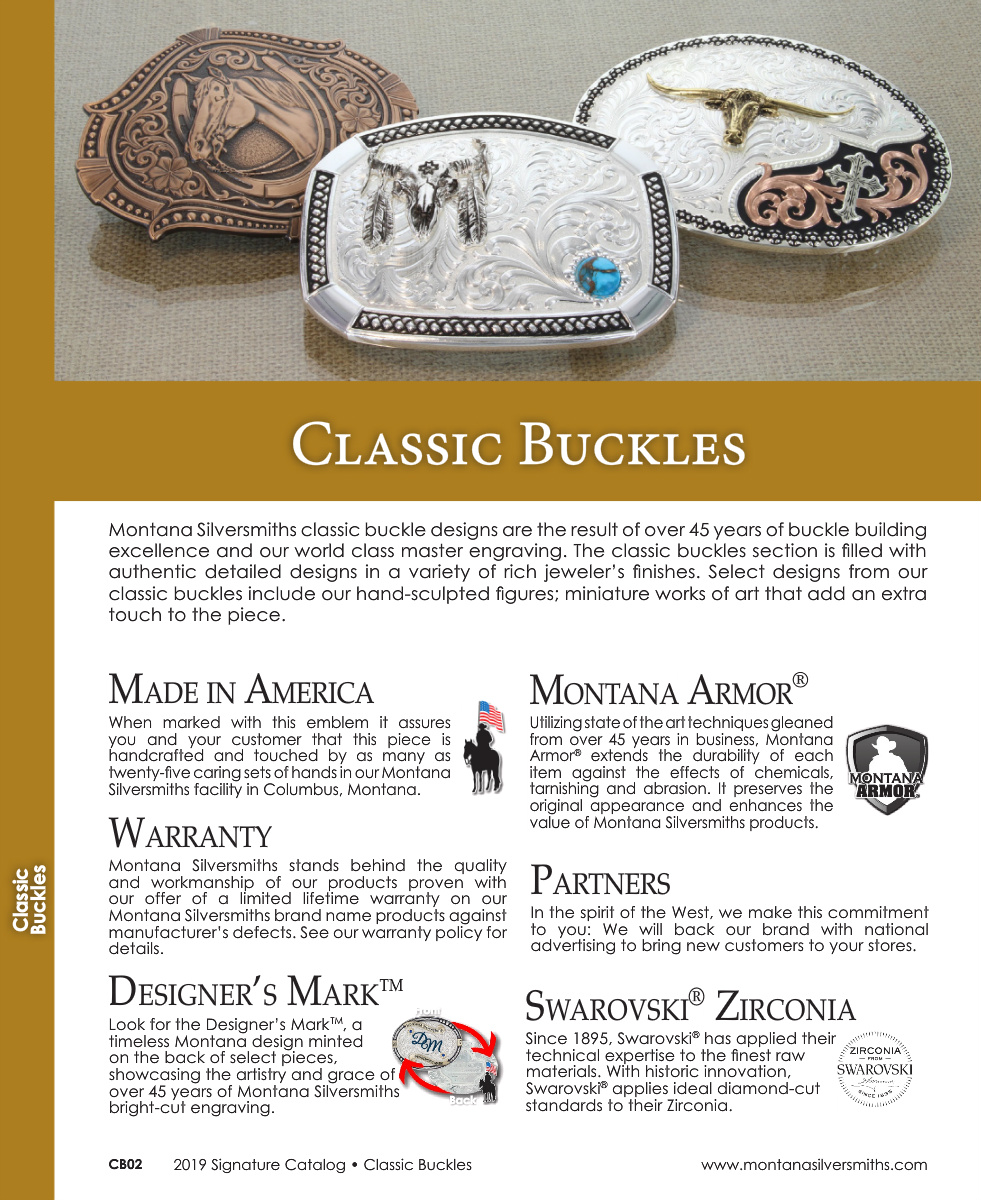 Classic Buckles
Montana Silversmiths classic buckle designs are the result of over 45 years of buckle building
excellence and our world class master engraving. The classic buckles section is filled with
authentic detailed designs in a variety of rich jeweler's finishes. Select designs from our
classic buckles include our hand-sculpted figures; miniature works of art that add an extra
touch to the piece.
Made in America
When marked with this emblem it assures
you and your customer that this piece is
handcrafted and touched by as many as
twenty-five caring sets of hands in our Montana
Silversmiths facility in Columbus, Montana.
Warranty
Montana Silversmiths stands behind the quality
and workmanship of our products proven with
our offer of a limited lifetime warranty on our
Montana Silversmiths brand name products against
manufacturer's defects. See our warranty policy for
details.
Designer's Mark™
Look for the Designer's Mark™, a
timeless Montana design minted
on the back of select pieces,
showcasing the artistry and grace of
over 45 years of Montana Silversmiths
bright-cut engraving.
Front
DM
Back
Montana Armor®
Utilizing state of the art techniques gleaned
from over 45 years in business, Montana
Armor® extends the durability of each
item against the effects of chemicals,
tarnishing and abrasion. It preserves the
original appearance and enhances the
value of Montana Silversmiths products.
MONTANA
ARMOR
Partners
In the spirit of the West, we make this commitment
to you: We will back our brand with national
advertising to bring new customers to your stores.
Swarovski® Zirconia
Since 1895, Swarovski® has applied their
technical expertise to the finest raw
materials. With historic innovation,
Swarovski® applies ideal diamond-cut
standards to their Zirconia.
ZIRCONIA
FROM
SWAROVSKI
SINCE 1895
Classic
Buckles
CB02 2019 Signature Catalog • Classic Buckles
www.montanasilversmiths.com